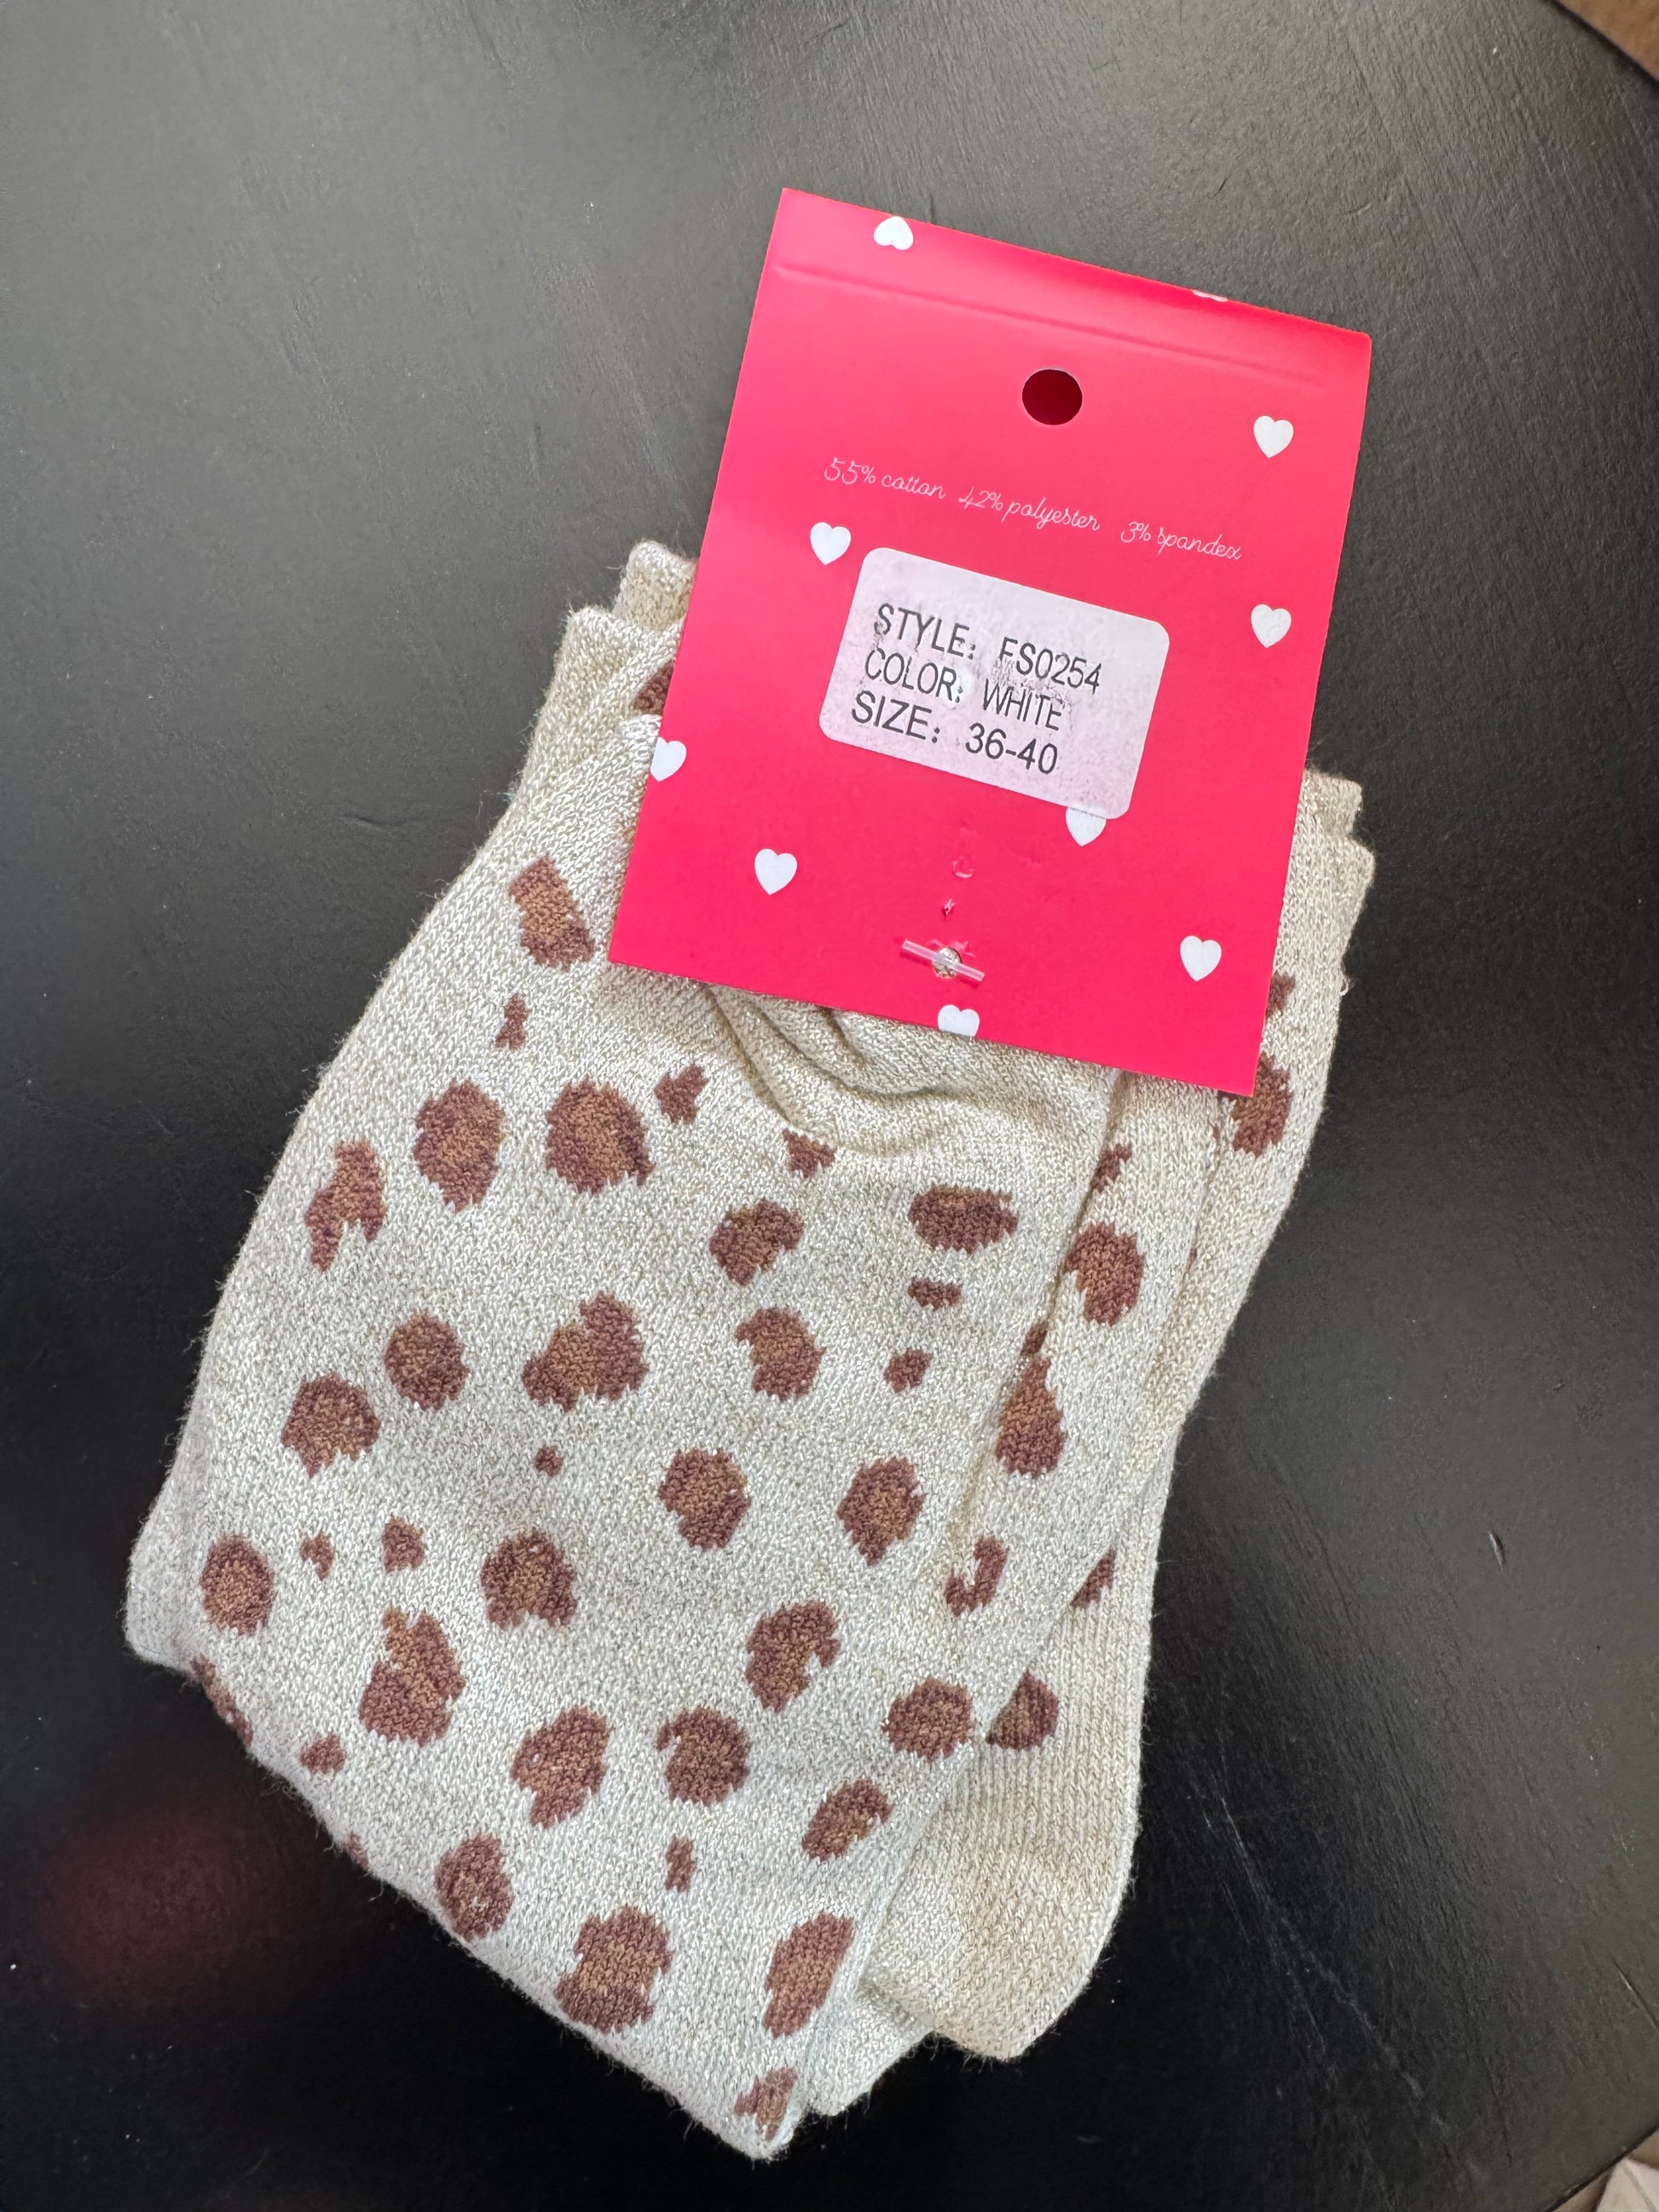 55% cotton 42% polyester 3% spandex
STYLE: FS0254
COLOR: WHITE
SIZE: 36-40